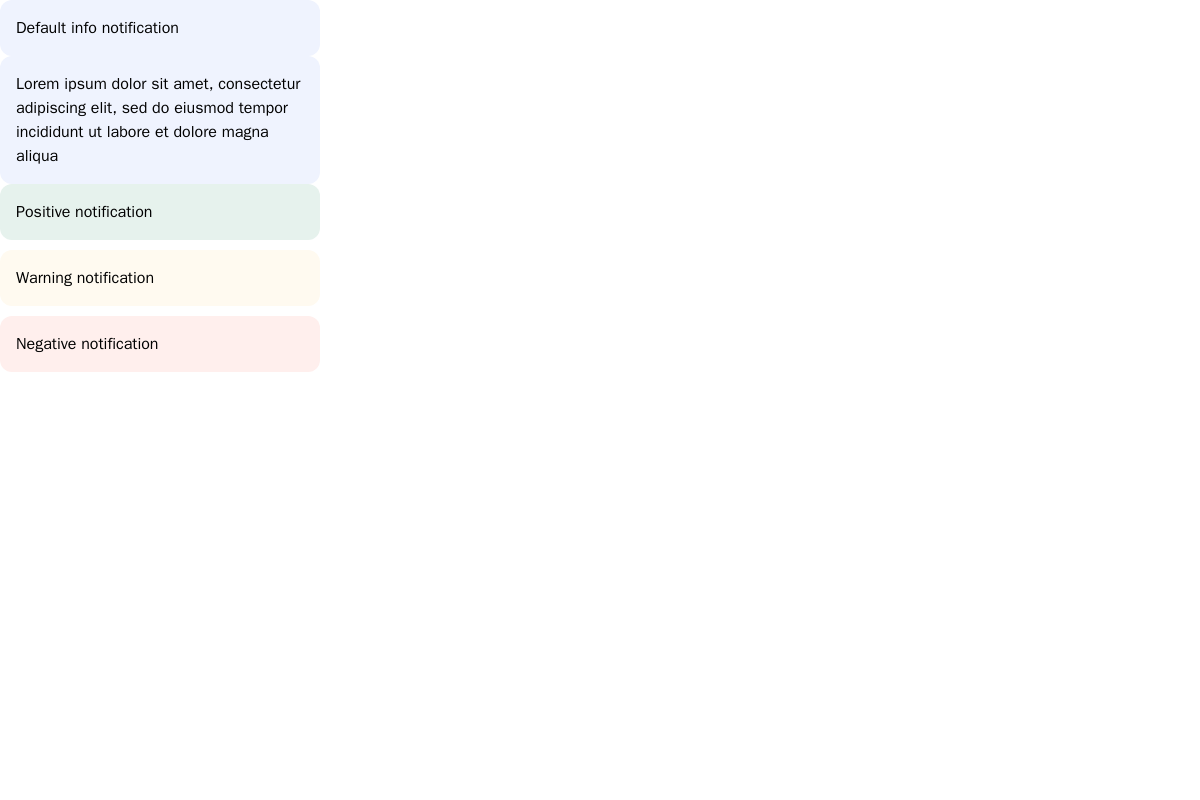 Default info notification
Lorem ipsum dolor sit amet, consectetur
adipiscing elit, sed do eiusmod tempor
incididunt ut labore et dolore magna
aliqua
Positive notification
Warning notification
Negative notification